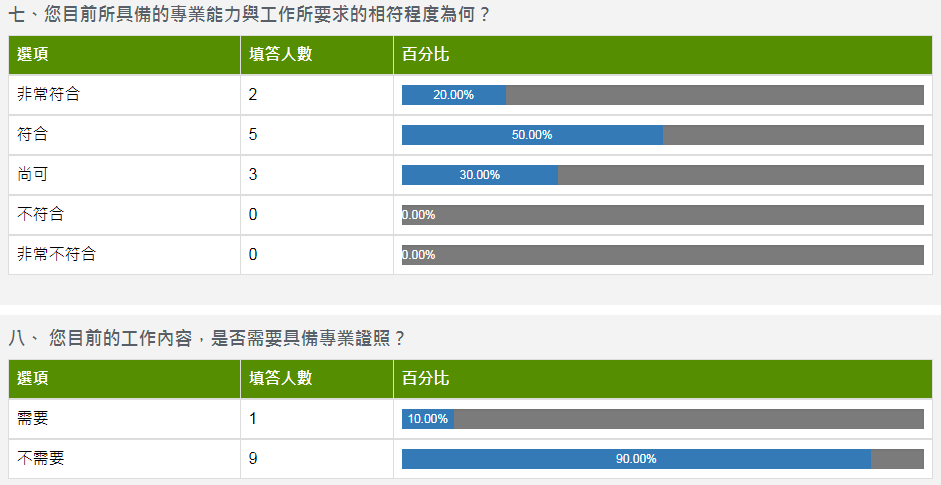 七、您目前所具備的專業能力與工作所要求的相符程度為何？
選項 填答人數 百分比
非常符合 2 20.00%
符合 5 50.00%
尚可 3 30.00%
不符合 0 0.00%
非常不符合 0 0.00%
八、 您目前的工作內容，是否需要具備專業證照？
選項 填答人數 百分比
需要 1 10.00%
不需要 9 90.00%